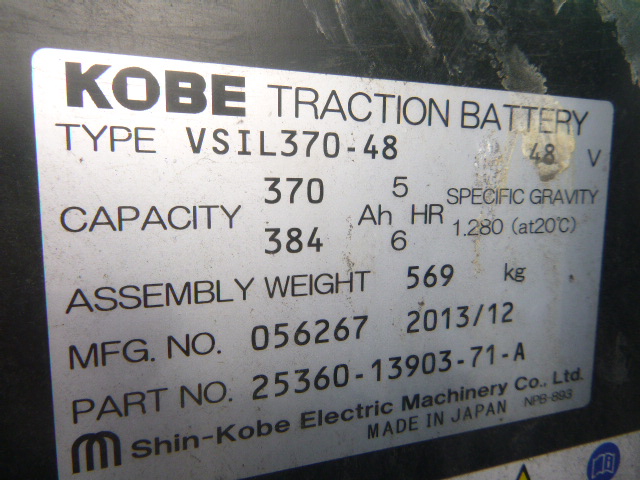 KOBE TRACTION BATTERY
TYPE VSIL370-48 48 V
CAPACITY 370 Ah 5 HR SPECIFIC GRAVITY
384 6 1.280 (at20℃)
ASSEMBLY WEIGHT 569 kg
MFG. NO. 056267 2013/12
PART NO. 25360-13903-71-A
Shin-Kobe Electric Machinery Co., Ltd.
MADE IN JAPAN NPB-893